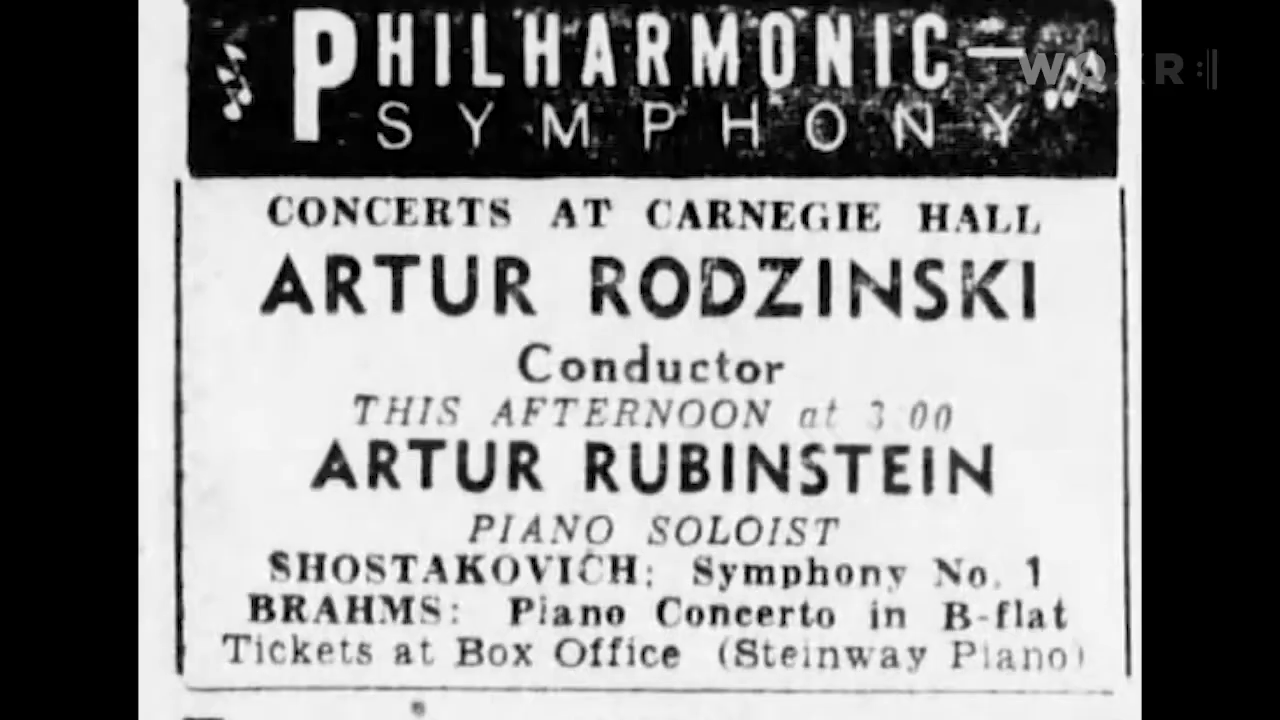 PHILHARMONIC—
SYMPHONY
WQXR
CONCERTS AT CARNEGIE HALL
ARTUR RODZINSKI
Conductor
THIS AFTERNOON at 3:00
ARTUR RUBINSTEIN
PIANO SOLOIST
SHOSTAKOVICH: Symphony No. 1
BRAHMS: Piano Concerto in B-flat
Tickets at Box Office (Steinway Piano)